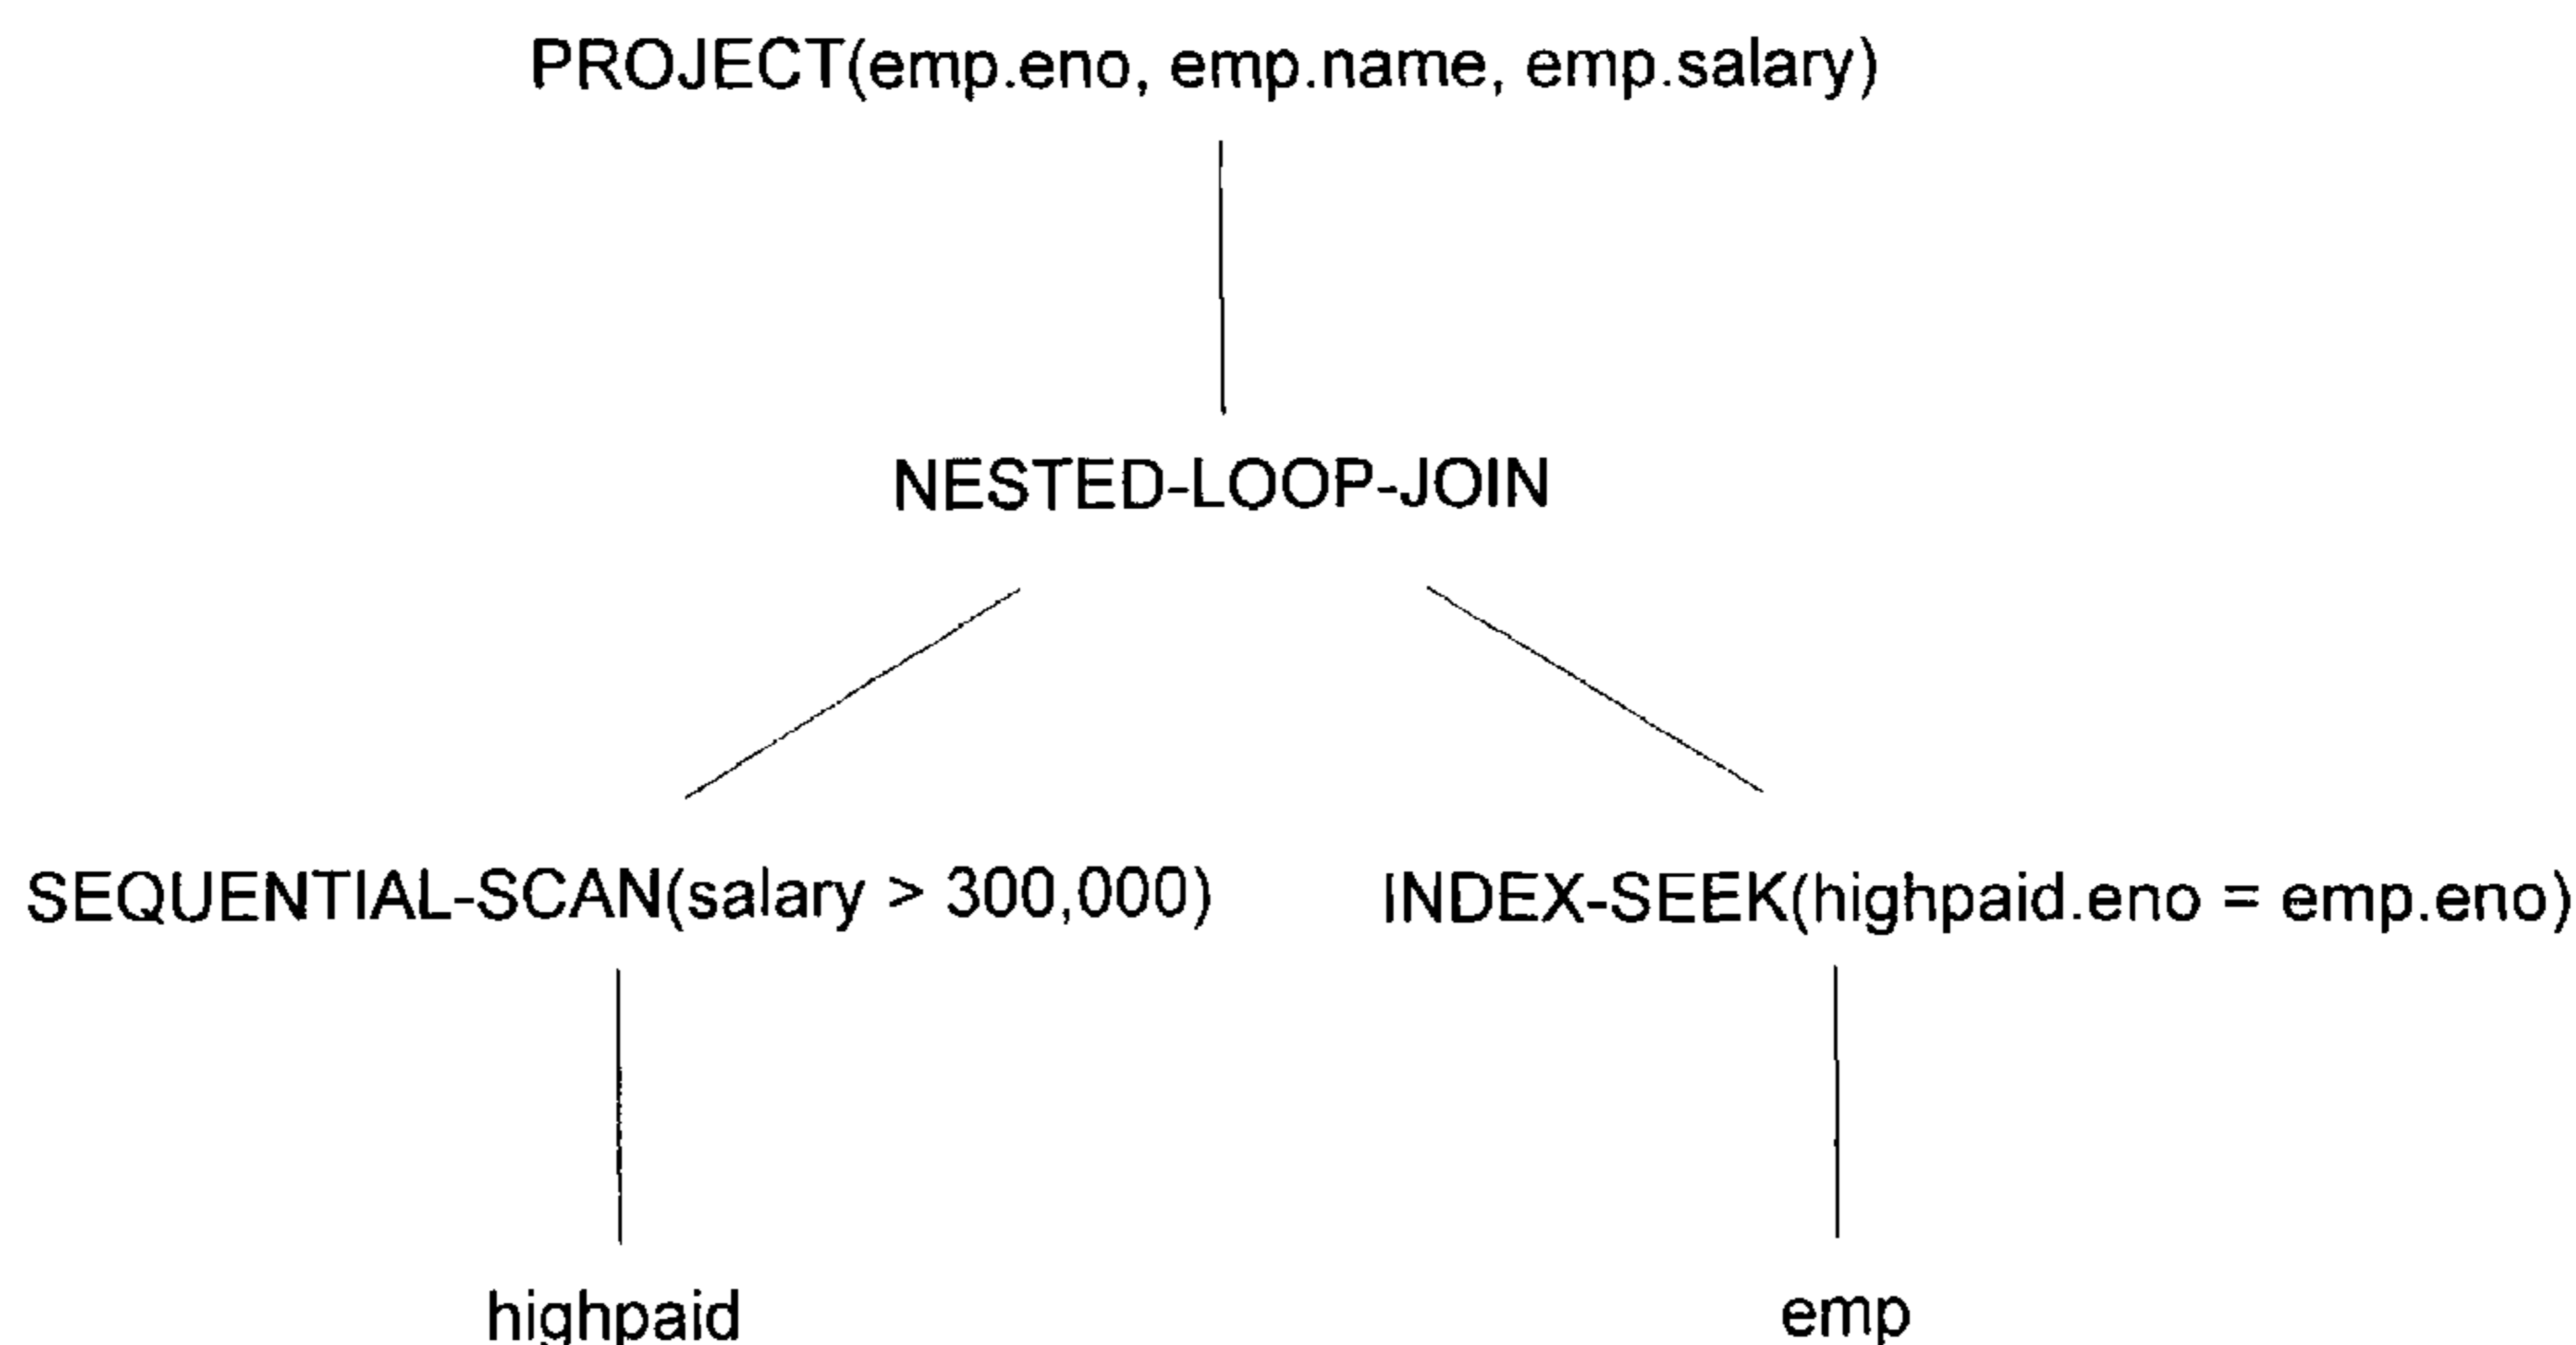 PROJECT(emp.eno, emp.name, emp.salary)
NESTED-LOOP-JOIN
SEQUENTIAL-SCAN(salary > 300,000)
INDEX-SEEK(highpaid.eno = emp.eno)
highpaid
emp